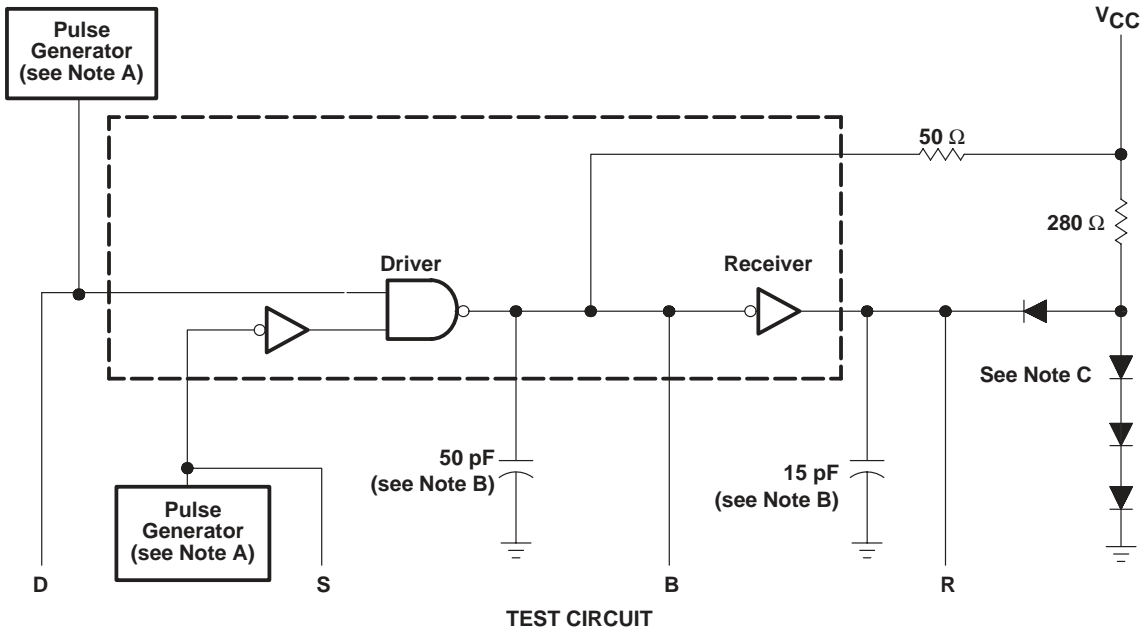 Pulse
Generator
(see Note A)
VCC
50 Ω
280 Ω
Driver
Receiver
See Note C
50 pF
(see Note B)
15 pF
(see Note B)
Pulse
Generator
(see Note A)
D
S
B
R
TEST CIRCUIT